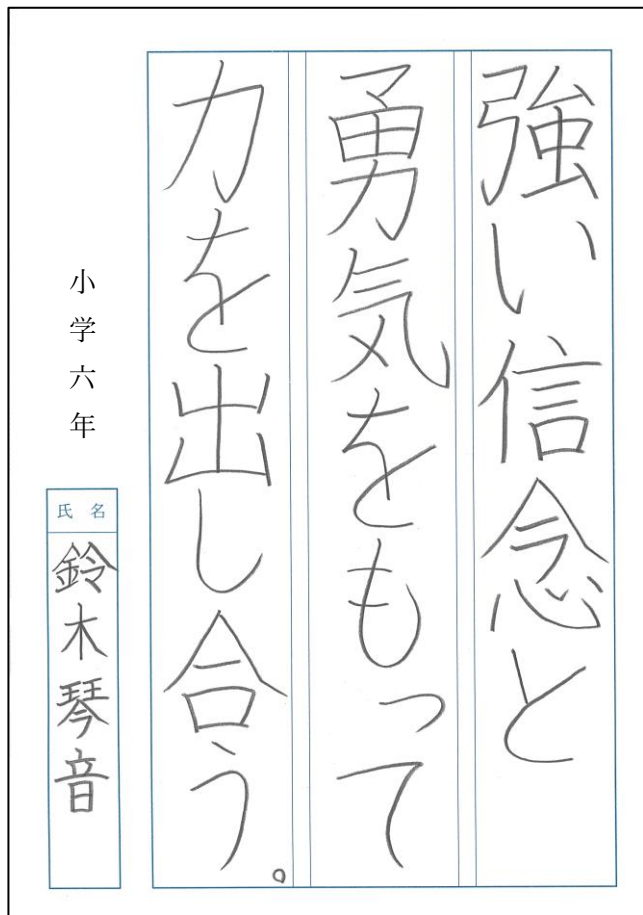 強い信念と
勇気をもって
力を出し合う。
小学六年
氏名
鈴木琴音